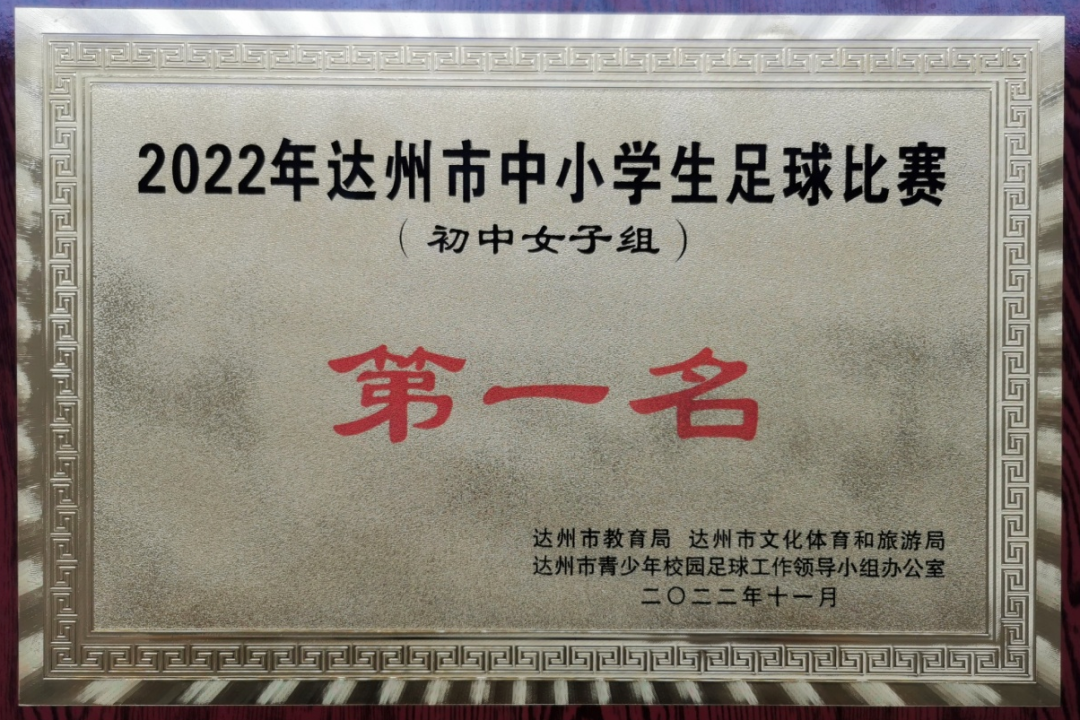 2022年达州市中小学生足球比赛
（初中女子组）
第一名
达州市教育局 达州市文化体育和旅游局
达州市青少年校园足球工作领导小组办公室
二〇二二年十一月